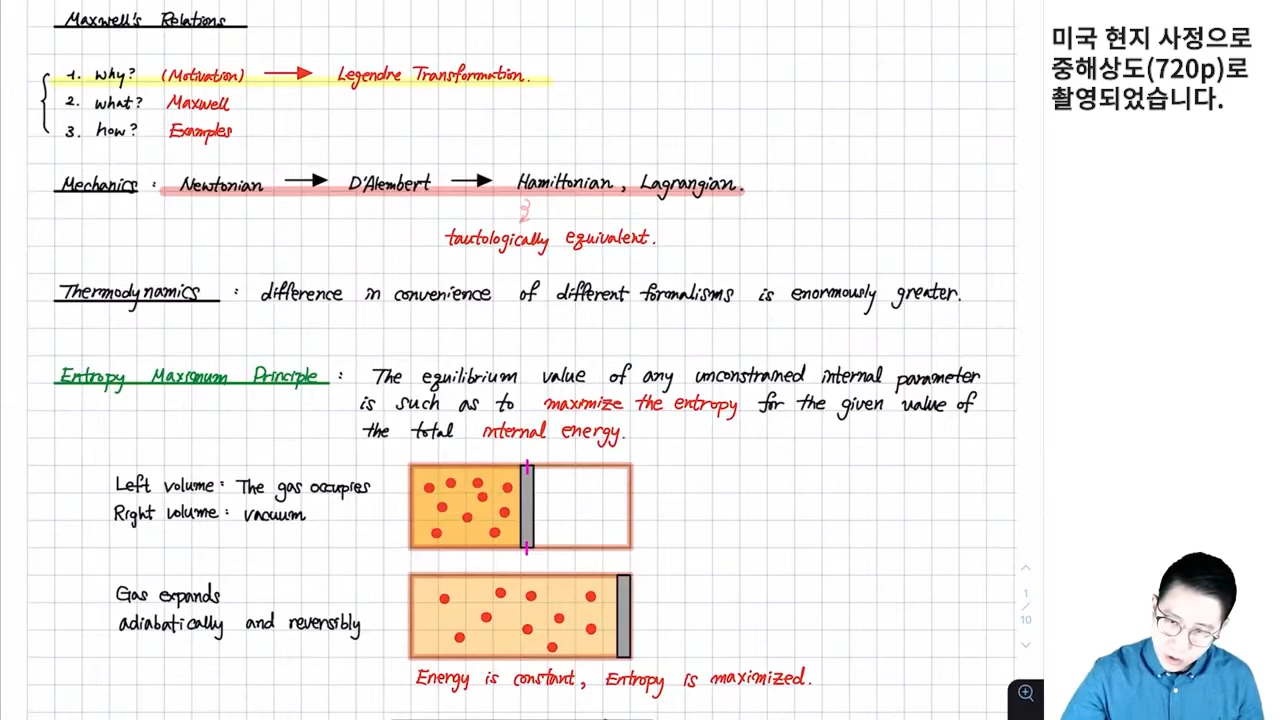 Maxwell's Relations
1. why? (Motivation) → Legendre Transformation.
2. what? Maxwell
3. how? Examples
Mechanics : Newtonian → D'Alembert → Hamiltonian, Lagrangian.
tautologically equivalent.
Thermodynamics : difference in convenience of different formalisms is enormously greater.
Entropy Maximum Principle : The equilibrium value of any unconstrained internal parameter
is such as to maximize the entropy for the given value of
the total internal energy.
Left volume: The gas occupies
Right volume: vacuum
Gas expands
adiabatically and reversibly
Energy is constant, Entropy is maximized.
미국 현지 사정으로
중해상도(720p)로
촬영되었습니다.
1
/
10